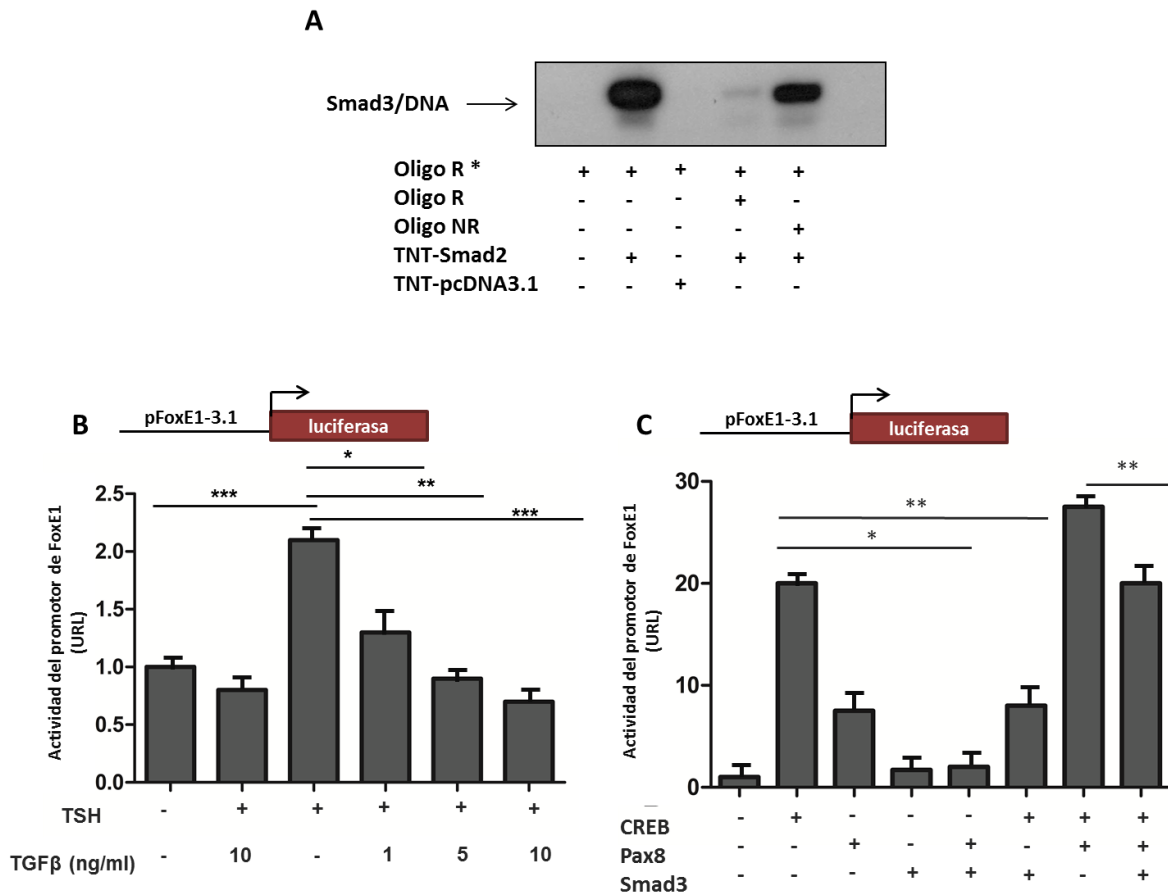 A
Smad3/DNA
Oligo R * + + + + +
Oligo R - - - + -
Oligo NR - - - - +
TNT-Smad2 - + - + +
TNT-pcDNA3.1 - - + - -
B
pFoxE1-3.1
luciferasa
*
**
***
***
Actividad del promotor de FoxE1
(URL)
2.5
2.0
1.5
1.0
0.5
0.0
TSH - + + + + +
TGFβ (ng/ml) - 10 - 1 5 10
C
pFoxE1-3.1
luciferasa
**
**
*
Actividad del promotor de FoxE1
(URL)
30
20
10
0
CREB - + - - - + + +
Pax8 - - + - + - + +
Smad3 - - - + + + - +